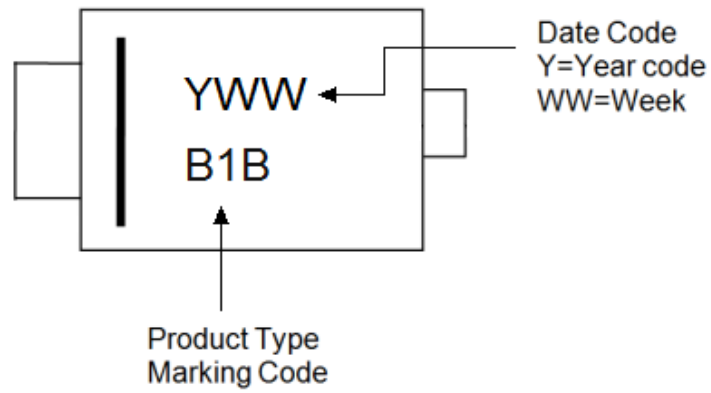 YWW
B1B
Date Code
Y=Year code
WW=Week
Product Type
Marking Code